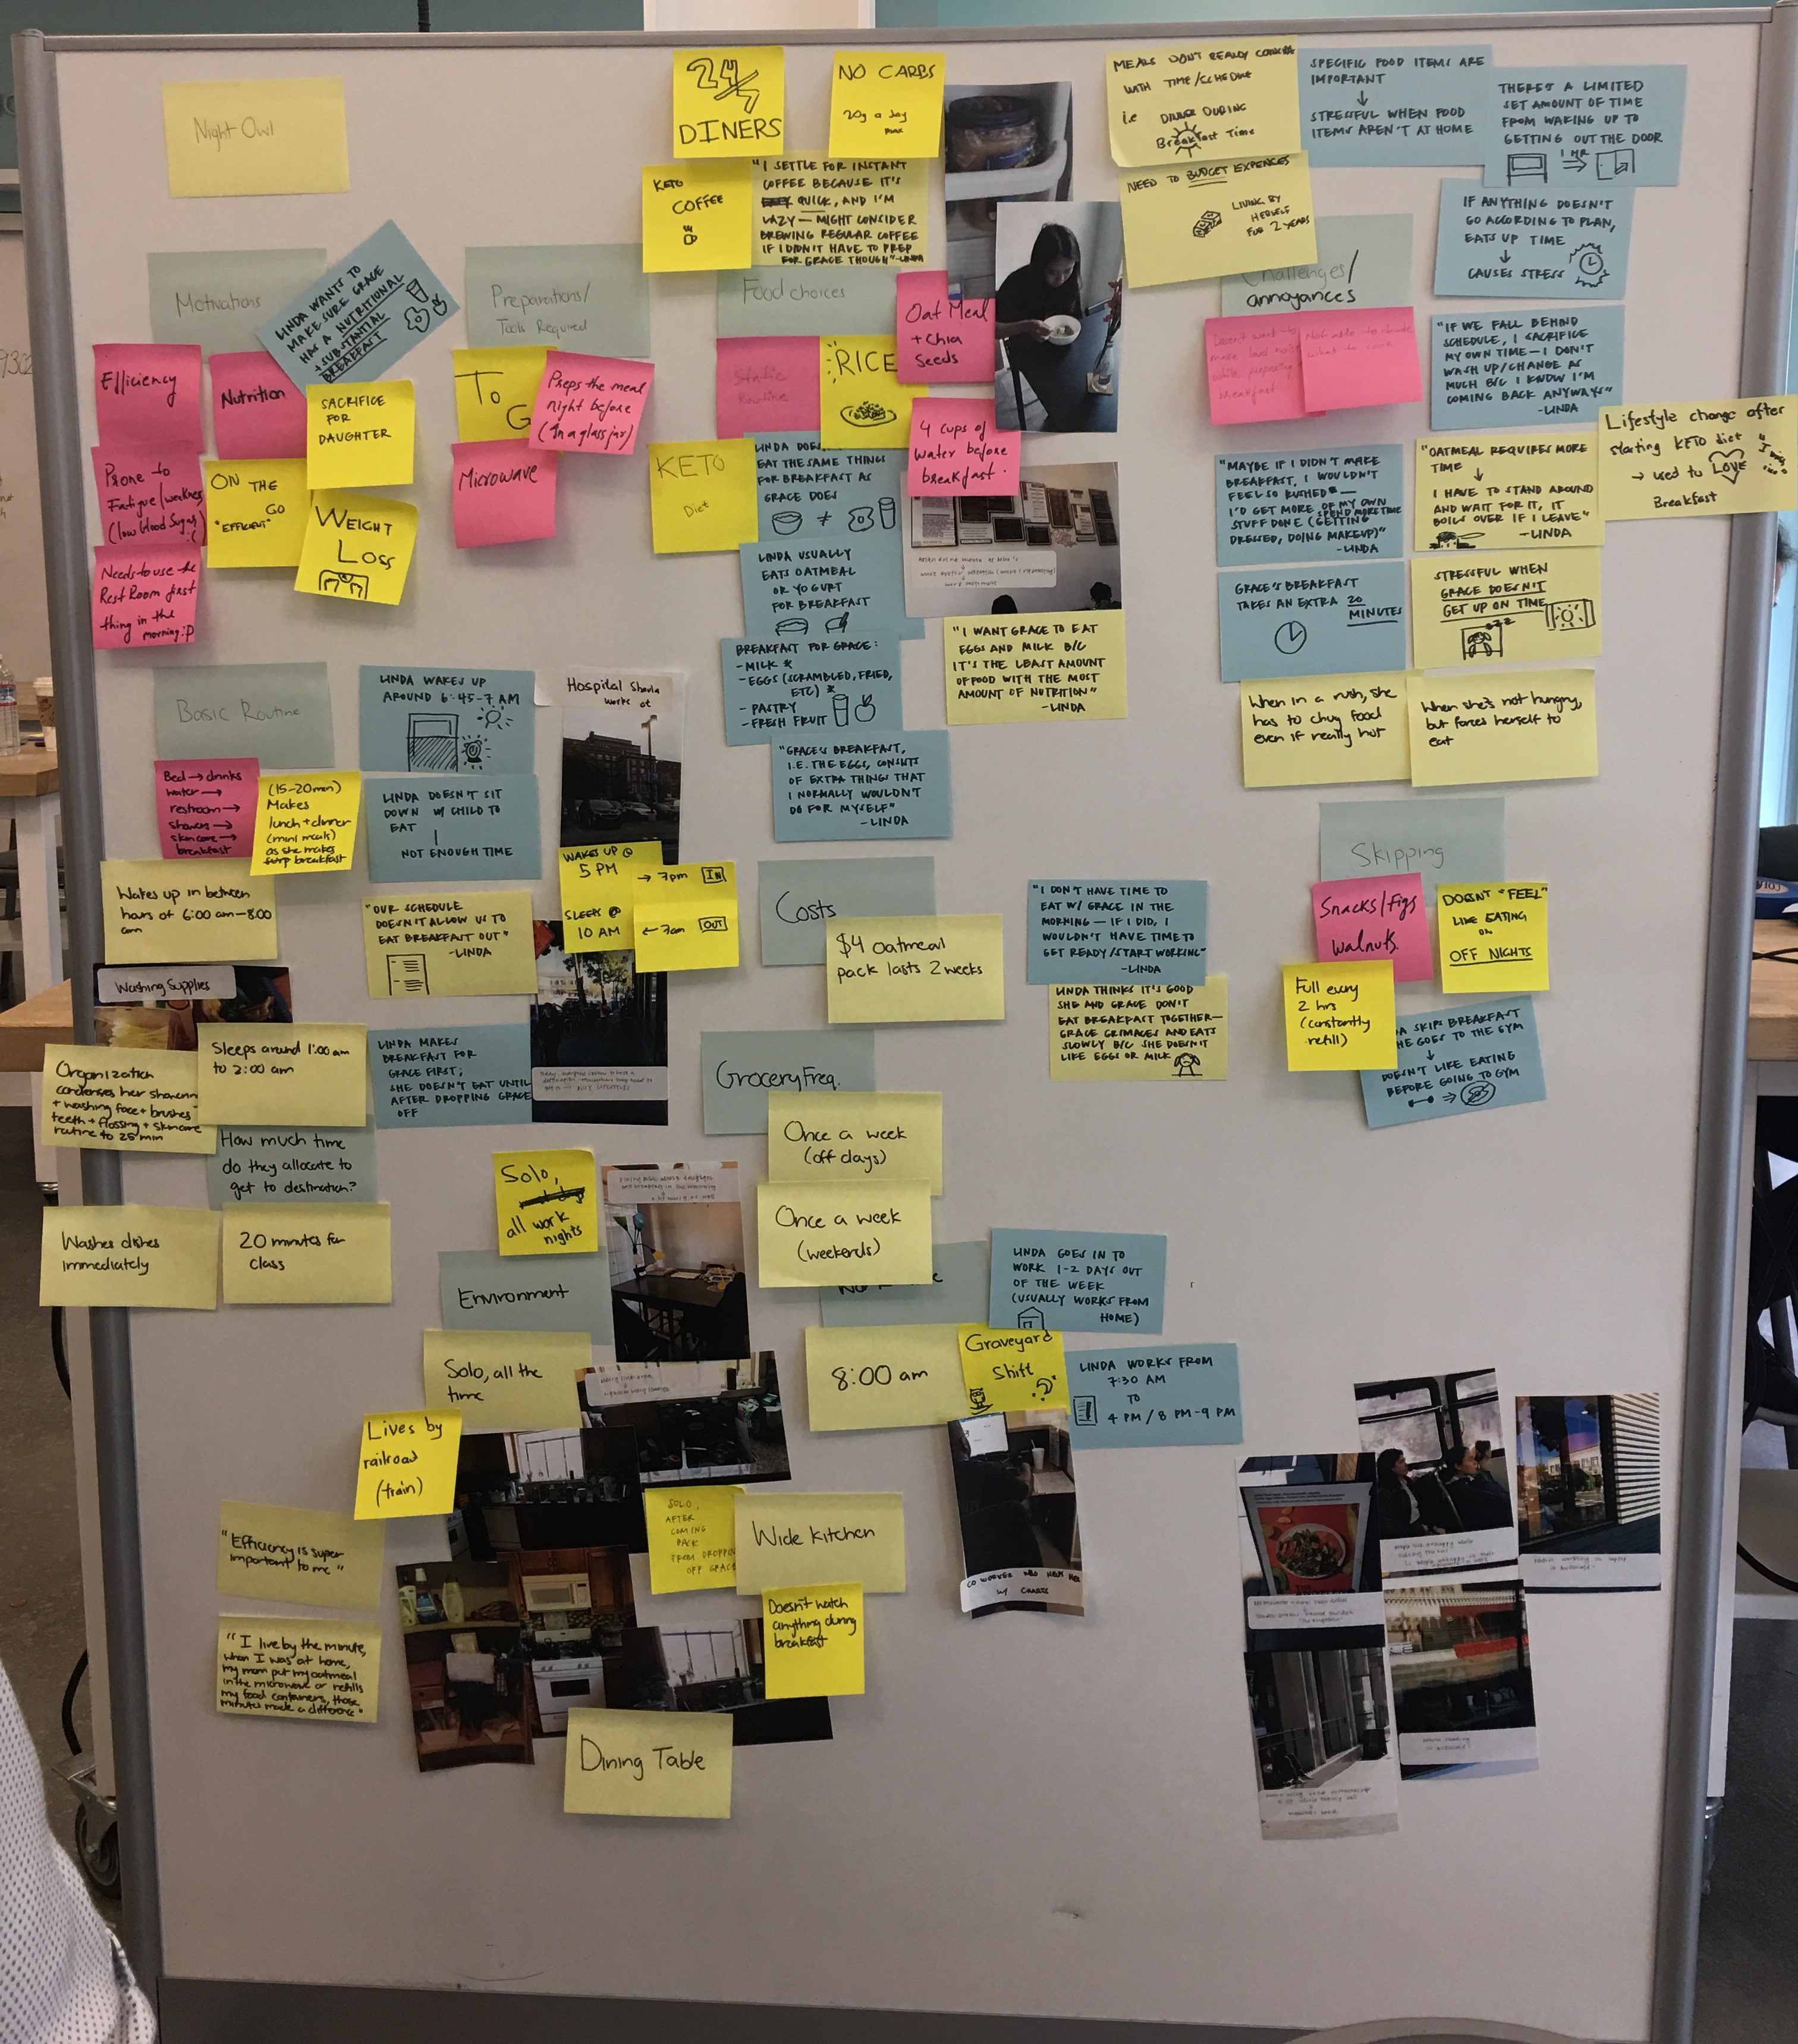 Night Owl
24/7
DINERS
NO CARBS
20g a day
max
KETO
COFFEE
"I SETTLE FOR INSTANT
COFFEE BECAUSE IT'S
QUICK, AND I'M
LAZY — MIGHT CONSIDER
BREWING REGULAR COFFEE
IF I DIDN'T HAVE TO PREP
FOR GRACE THOUGH" -LINDA
MEALS DON'T REALLY
WITH TIME/SCHEDULE
i.e DINNER DURING
Breakfast Time
SPECIFIC FOOD ITEMS ARE
IMPORTANT
↓
STRESSFUL WHEN FOOD
ITEMS AREN'T AT HOME
THERE'S A LIMITED
SET AMOUNT OF TIME
FROM WAKING UP TO
GETTING OUT THE DOOR
1 HR
NEED TO BUDGET EXPENCES
LIVING BY
HERSELF
FOR 2 YEARS
IF ANYTHING DOESN'T
GO ACCORDING TO PLAN,
EATS UP TIME
↓
CAUSES STRESS
Motivations
LINDA WANTS TO
MAKE SURE GRACE
HAS A NUTRITIONAL
+ SUBSTANTIAL
BREAKFAST
Efficiency
Nutrition
SACRIFICE
FOR
DAUGHTER
Prone to
Fatigue/weakness
(low blood sugar)
:(
ON THE
GO
"EFFICIENT"
WEIGHT
LOSS
Needs to use the
Rest Room first
thing in the
morning :P
Preparations/
Tools Required
TO
G
Preps the meal
night before
(In a glass jar)
Microwave
Food choices
Static
Routine
RICE
Oat Meal
+ Chia
Seeds
KETO
Diet
4 cups of
water before
breakfast.
LINDA DOES
EAT THE SAME THINGS
FOR BREAKFAST AS
GRACE DOES
≠
LINDA USUALLY
EATS OATMEAL
OR YOGURT
FOR BREAKFAST
BREAKFAST FOR GRACE:
- MILK *
- EGGS (SCRAMBLED, FRIED,
ETC) *
- PASTRY
- FRESH FRUIT
"I WANT GRACE TO EAT
EGGS AND MILK B/C
IT'S THE LEAST AMOUNT
OF FOOD WITH THE MOST
AMOUNT OF NUTRITION"
-LINDA
"GRACE'S BREAKFAST,
I.E. THE EGGS, CONSISTS
OF EXTRA THINGS THAT
I NORMALLY WOULDN'T
DO FOR MYSELF"
-LINDA
Challenges/
annoyances
Doesn't want to
make loud noise
while preparing
breakfast
Not able to decide
what to cook
"IF WE FALL BEHIND
SCHEDULE, I SACRIFICE
MY OWN TIME — I DON'T
WASH UP/CHANGE AS
MUCH B/C I KNOW I'M
COMING BACK ANYWAYS"
-LINDA
Lifestyle change after
starting KETO diet
→ used to LOVE
Breakfast
"MAYBE IF I DIDN'T MAKE
BREAKFAST, I WOULDN'T
FEEL SO RUSHED —
I'D GET MORE OF MY OWN
SPEND MORE TIME
STUFF DONE (GETTING
DRESSED, DOING MAKEUP)"
-LINDA
"OATMEAL REQUIRES MORE
TIME
↓
I HAVE TO STAND AROUND
AND WAIT FOR IT, IT
BOILS OVER IF I LEAVE"
-LINDA
GRACE'S BREAKFAST
TAKES AN EXTRA 20
MINUTES
STRESSFUL WHEN
GRACE DOESN'T
GET UP ON TIME
When in a rush, she
has to chug food
even if really hot
When she's not hungry,
but forces herself to
eat
Basic Routine
LINDA WAKES UP
AROUND 6:45-7 AM
Hospital Sheula
works at
Bed → drinks
water →
restroom →
showers →
skincare →
breakfast
(15-20min)
Makes
lunch + dinner
(mini meals)
as she makes
breakfast
LINDA DOESN'T SIT
DOWN W/ CHILD TO
EAT
NOT ENOUGH TIME
Wakes up in between
hours of 6:00 am-8:00
am
WAKES UP @
5 PM
SLEEPS @
10 AM
→ 7pm IN
← 7am OUT
"OUR SCHEDULE
DOESN'T ALLOW US TO
EAT BREAKFAST OUT"
-LINDA
Washing Supplies
Organization
condenses her showering
+ washing face + brushes
teeth + flossing + skincare
routine to 25 min
Sleeps around 1:00 am
to 2:00 am
LINDA MAKES
BREAKFAST FOR
GRACE FIRST;
SHE DOESN'T EAT UNTIL
AFTER DROPPING GRACE
OFF
How much time
do they allocate to
get to destination?
Washes dishes
immediately
20 minutes for
class
Costs
$4 oatmeal
pack lasts 2 weeks
"I DON'T HAVE TIME TO
EAT W/ GRACE IN THE
MORNING — IF I DID, I
WOULDN'T HAVE TIME TO
GET READY/START WORKING"
-LINDA
LINDA THINKS IT'S GOOD
SHE AND GRACE DON'T
EAT BREAKFAST TOGETHER—
GRACE GRIMACES AND EATS
SLOWLY B/C SHE DOESN'T
LIKE EGGS OR MILK
Skipping
Snacks/Figs
walnuts.
DOESN'T "FEEL"
LIKE EATING
ON
OFF NIGHTS
Full every
2 hrs
(constantly
refill)
SKIPS BREAKFAST
HE GOES TO THE GYM
↓
DOESN'T LIKE EATING
BEFORE GOING TO GYM
Grocery Freq.
Once a week
(off days)
Once a week
(weekends)
Solo,
all work
nights
Environment
Solo, all the
time
Lives by
railroad
(train)
LINDA GOES IN TO
WORK 1-2 DAYS OUT
OF THE WEEK
(USUALLY WORKS FROM
HOME)
8:00 am
Graveyard
Shift
LINDA WORKS FROM
7:30 AM
TO
4 PM / 8 PM-9 PM
"Efficiency is super
important to me"
SOLO,
AFTER
COMING
BACK
FROM DROPPING
OFF GRACE
Wide kitchen
Doesn't watch
anything during
breakfast
CO WORKER WHO HELPS HER
W/ CHARTS
"I live by the minute,
when I was at home,
my mom put my oatmeal
in the microwave or refills
my food containers, those
minutes made a difference"
Dining Table